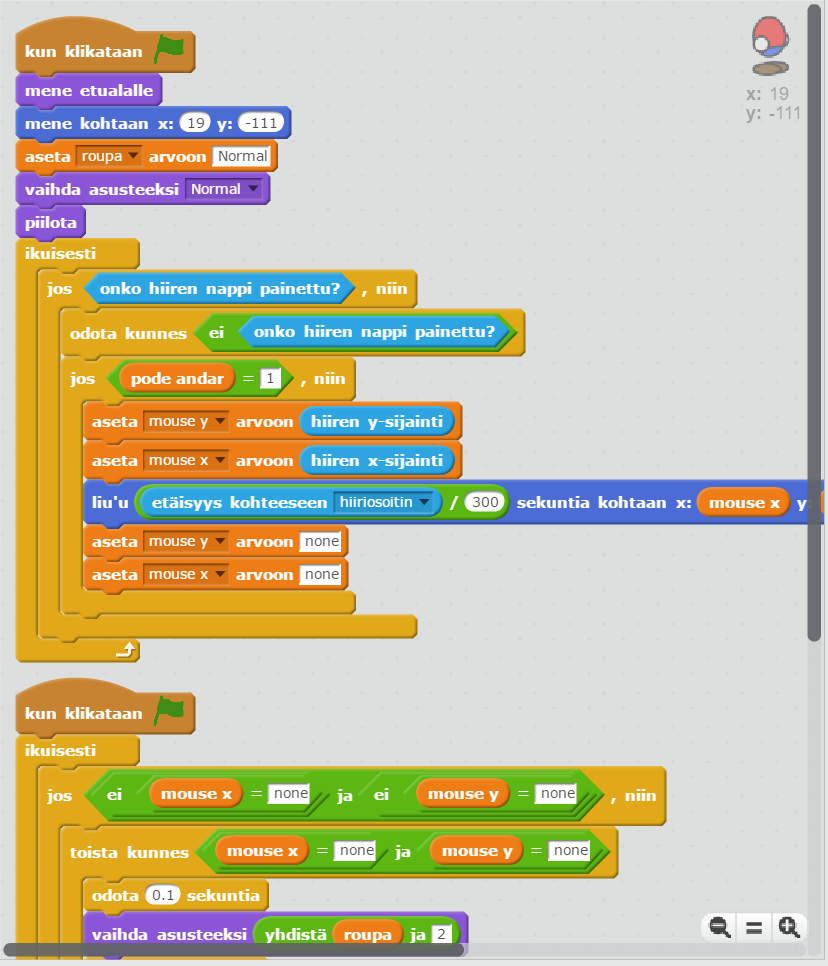 kun klikataan
mene etualalle
mene kohtaan x: 19 y: -111
x: 19
y: -111
aseta roupa arvoon Normal
vaihda asusteeksi Normal
piilota
ikuisesti
jos onko hiiren nappi painettu? , niin
odota kunnes ei onko hiiren nappi painettu?
jos pode andar = 1 , niin
aseta mouse y arvoon hiiren y-sijainti
aseta mouse x arvoon hiiren x-sijainti
liu'u etäisyys kohteeseen hiiriosoitin / 300 sekuntia kohtaan x: mouse x y:
aseta mouse y arvoon none
aseta mouse x arvoon none
kun klikataan
ikuisesti
jos ei mouse x = none ja ei mouse y = none , niin
toista kunnes mouse x = none ja mouse y = none
odota 0.1 sekuntia
vaihda asusteeksi yhdistä roupa ja 2